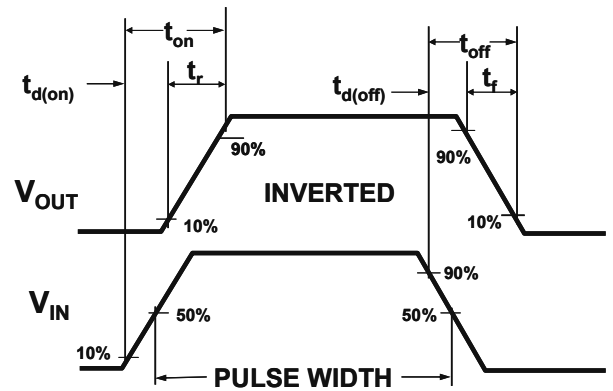 t_on
t_off
t_d(on)
t_r
t_d(off)
t_f
90%
90%
V_OUT
INVERTED
10%
10%
90%
V_IN
50%
50%
10%
PULSE WIDTH